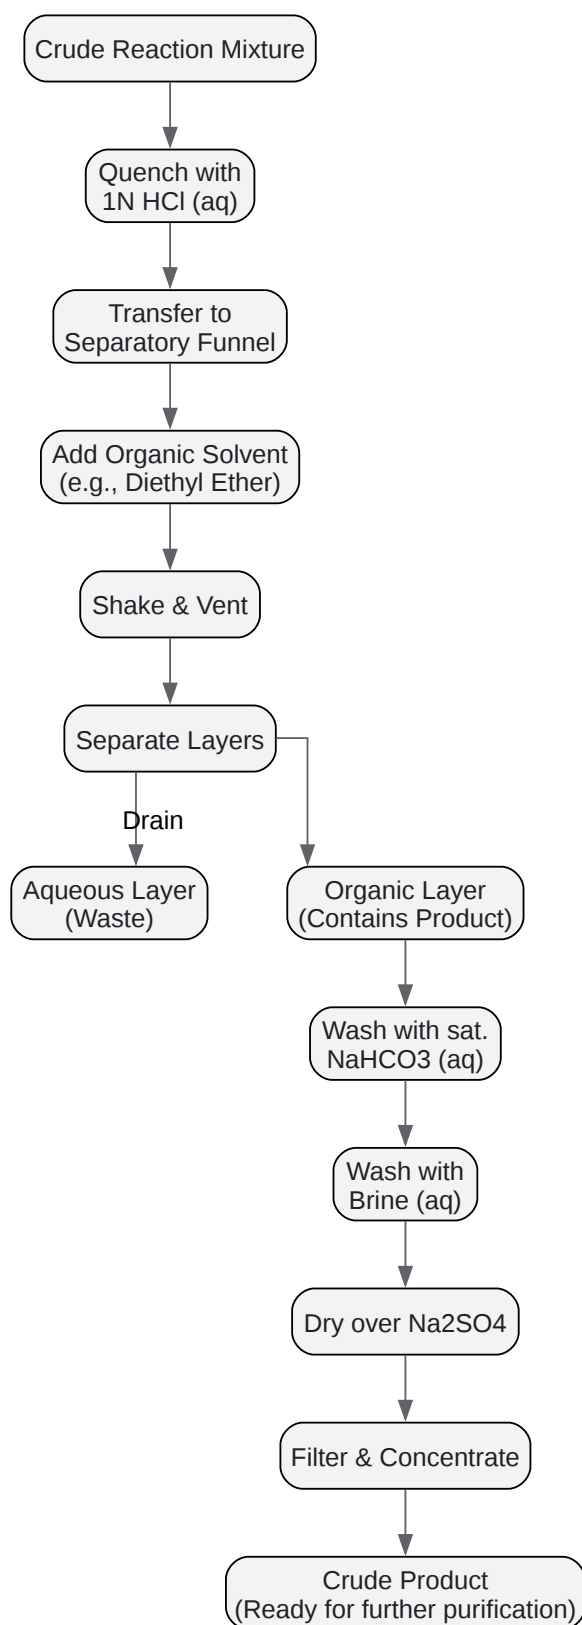 Crude Reaction Mixture
Quench with
1N HCl (aq)
Transfer to
Separatory Funnel
Add Organic Solvent
(e.g., Diethyl Ether)
Shake & Vent
Separate Layers
Drain
Aqueous Layer
(Waste)
Organic Layer
(Contains Product)
Wash with sat.
NaHCO3 (aq)
Wash with
Brine (aq)
Dry over Na2SO4
Filter & Concentrate
Crude Product
(Ready for further purification)